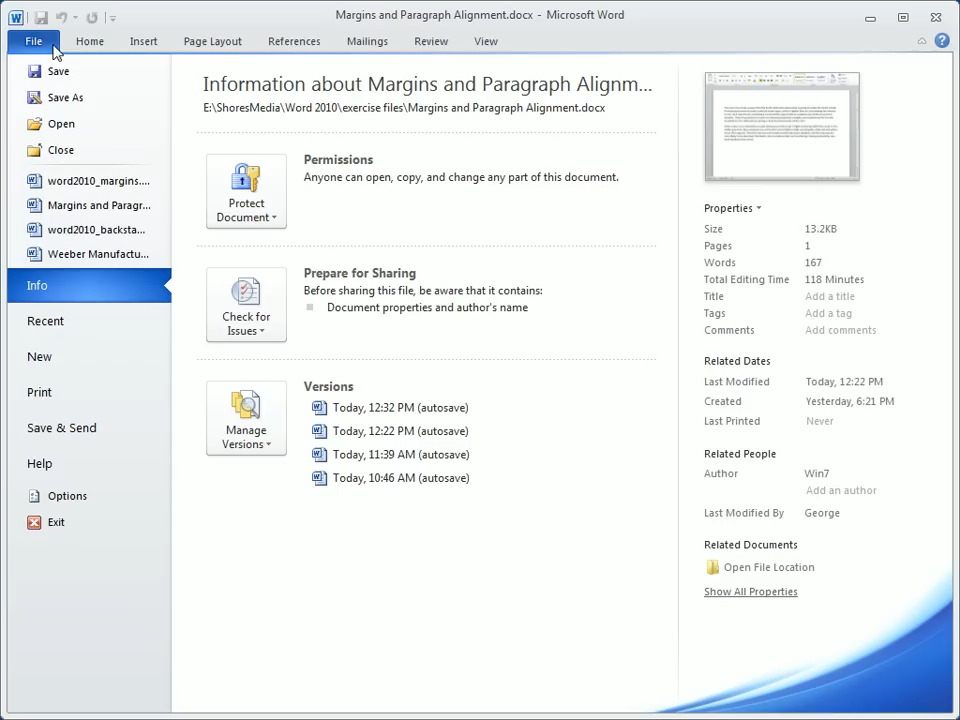 Margins and Paragraph Alignment.docx - Microsoft Word
File Home Insert Page Layout References Mailings Review View
Save
Save As
Open
Close
word2010_margins....
Margins and Paragr...
word2010_backsta...
Weeber Manufactu...
Info
Recent
New
Print
Save & Send
Help
Options
Exit
Information about Margins and Paragraph Alignm...
E:\ShoresMedia\Word 2010\exercise files\Margins and Paragraph Alignment.docx
Protect
Document
Permissions
Anyone can open, copy, and change any part of this document.
Check for
Issues
Prepare for Sharing
Before sharing this file, be aware that it contains:
Document properties and author's name
Manage
Versions
Versions
Today, 12:32 PM (autosave)
Today, 12:22 PM (autosave)
Today, 11:39 AM (autosave)
Today, 10:46 AM (autosave)
Properties
Size 13.2KB
Pages 1
Words 167
Total Editing Time 118 Minutes
Title Add a title
Tags Add a tag
Comments Add comments
Related Dates
Last Modified Today, 12:22 PM
Created Yesterday, 6:21 PM
Last Printed Never
Related People
Author Win7
Add an author
Last Modified By George
Related Documents
Open File Location
Show All Properties